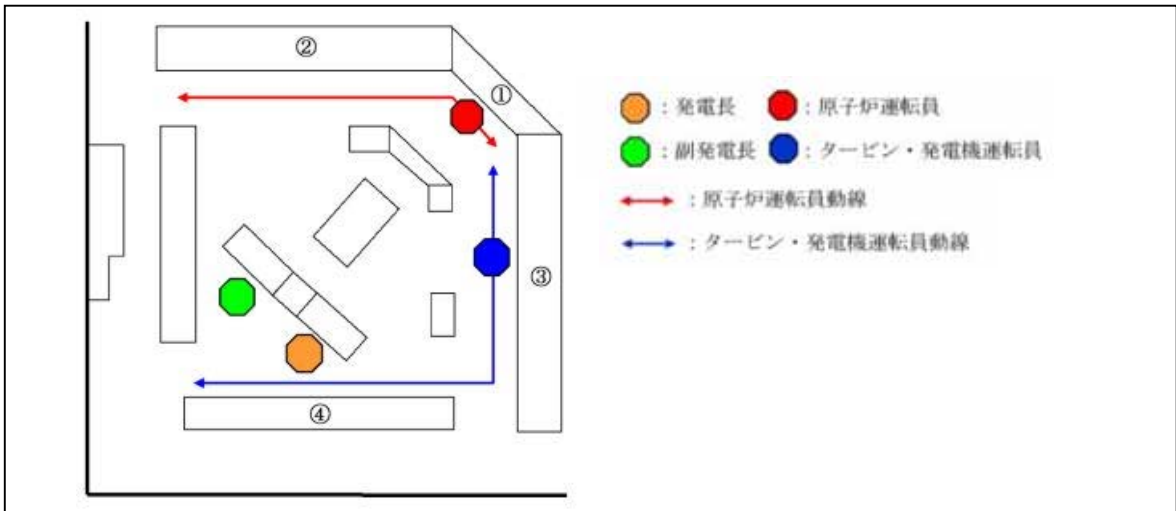 ②
①
③
④
：発電長 ：原子炉運転員
：副発電長 ：タービン・発電機運転員
：原子炉運転員動線
：タービン・発電機運転員動線